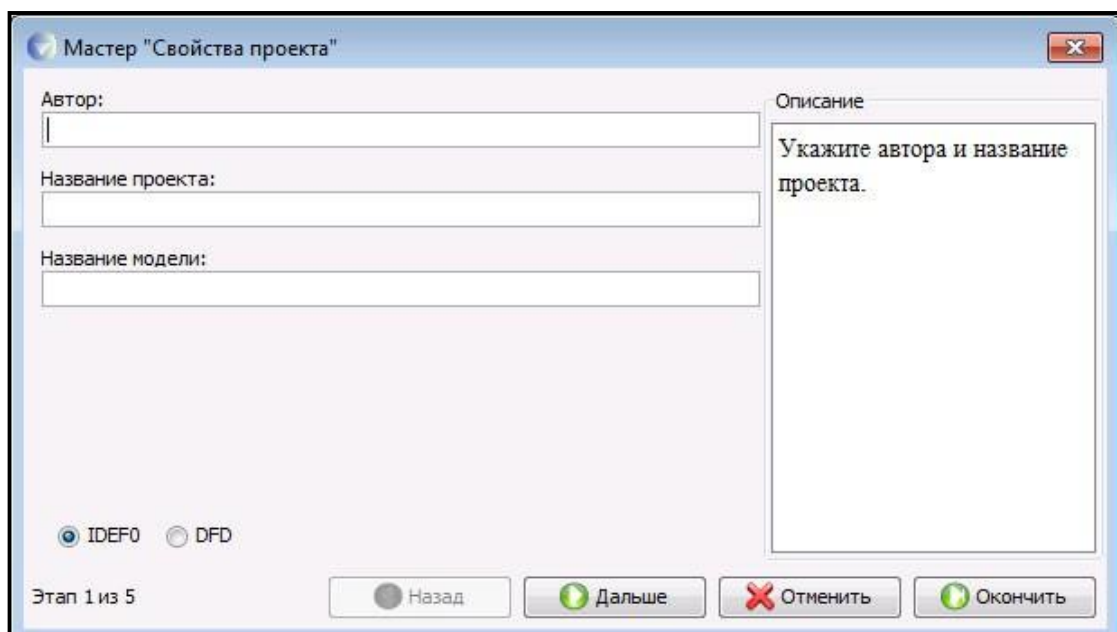 Мастер "Свойства проекта"
Автор:
Название проекта:
Название модели:
IDEF0 DFD
Описание
Укажите автора и название
проекта.
Этап 1 из 5
Назад Дальше Отменить Окончить